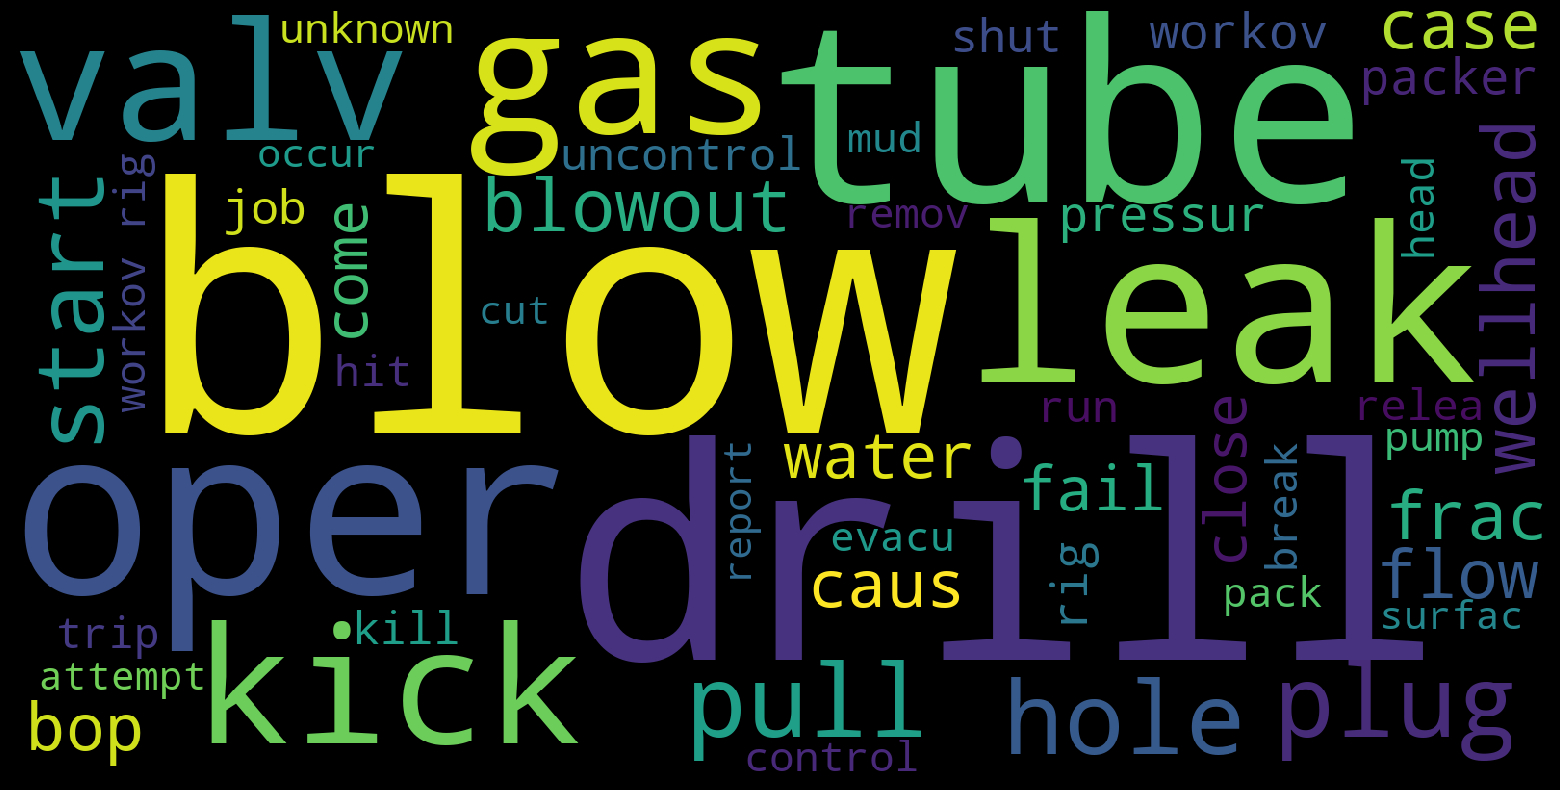 unknown
valv
gas
tube
shut
workov
case
packer
occur
uncontrol
mud
workov rig
start
job
come
blowout
remov
pressur
head
wellhead
blow
cut
hit
leak
run
relea
pump
oper
drill
water
report
fail
close
break
frac
evacu
caus
rig
pack
flow
surfac
trip
kill
kick
attempt
bop
pull
control
hole
plug